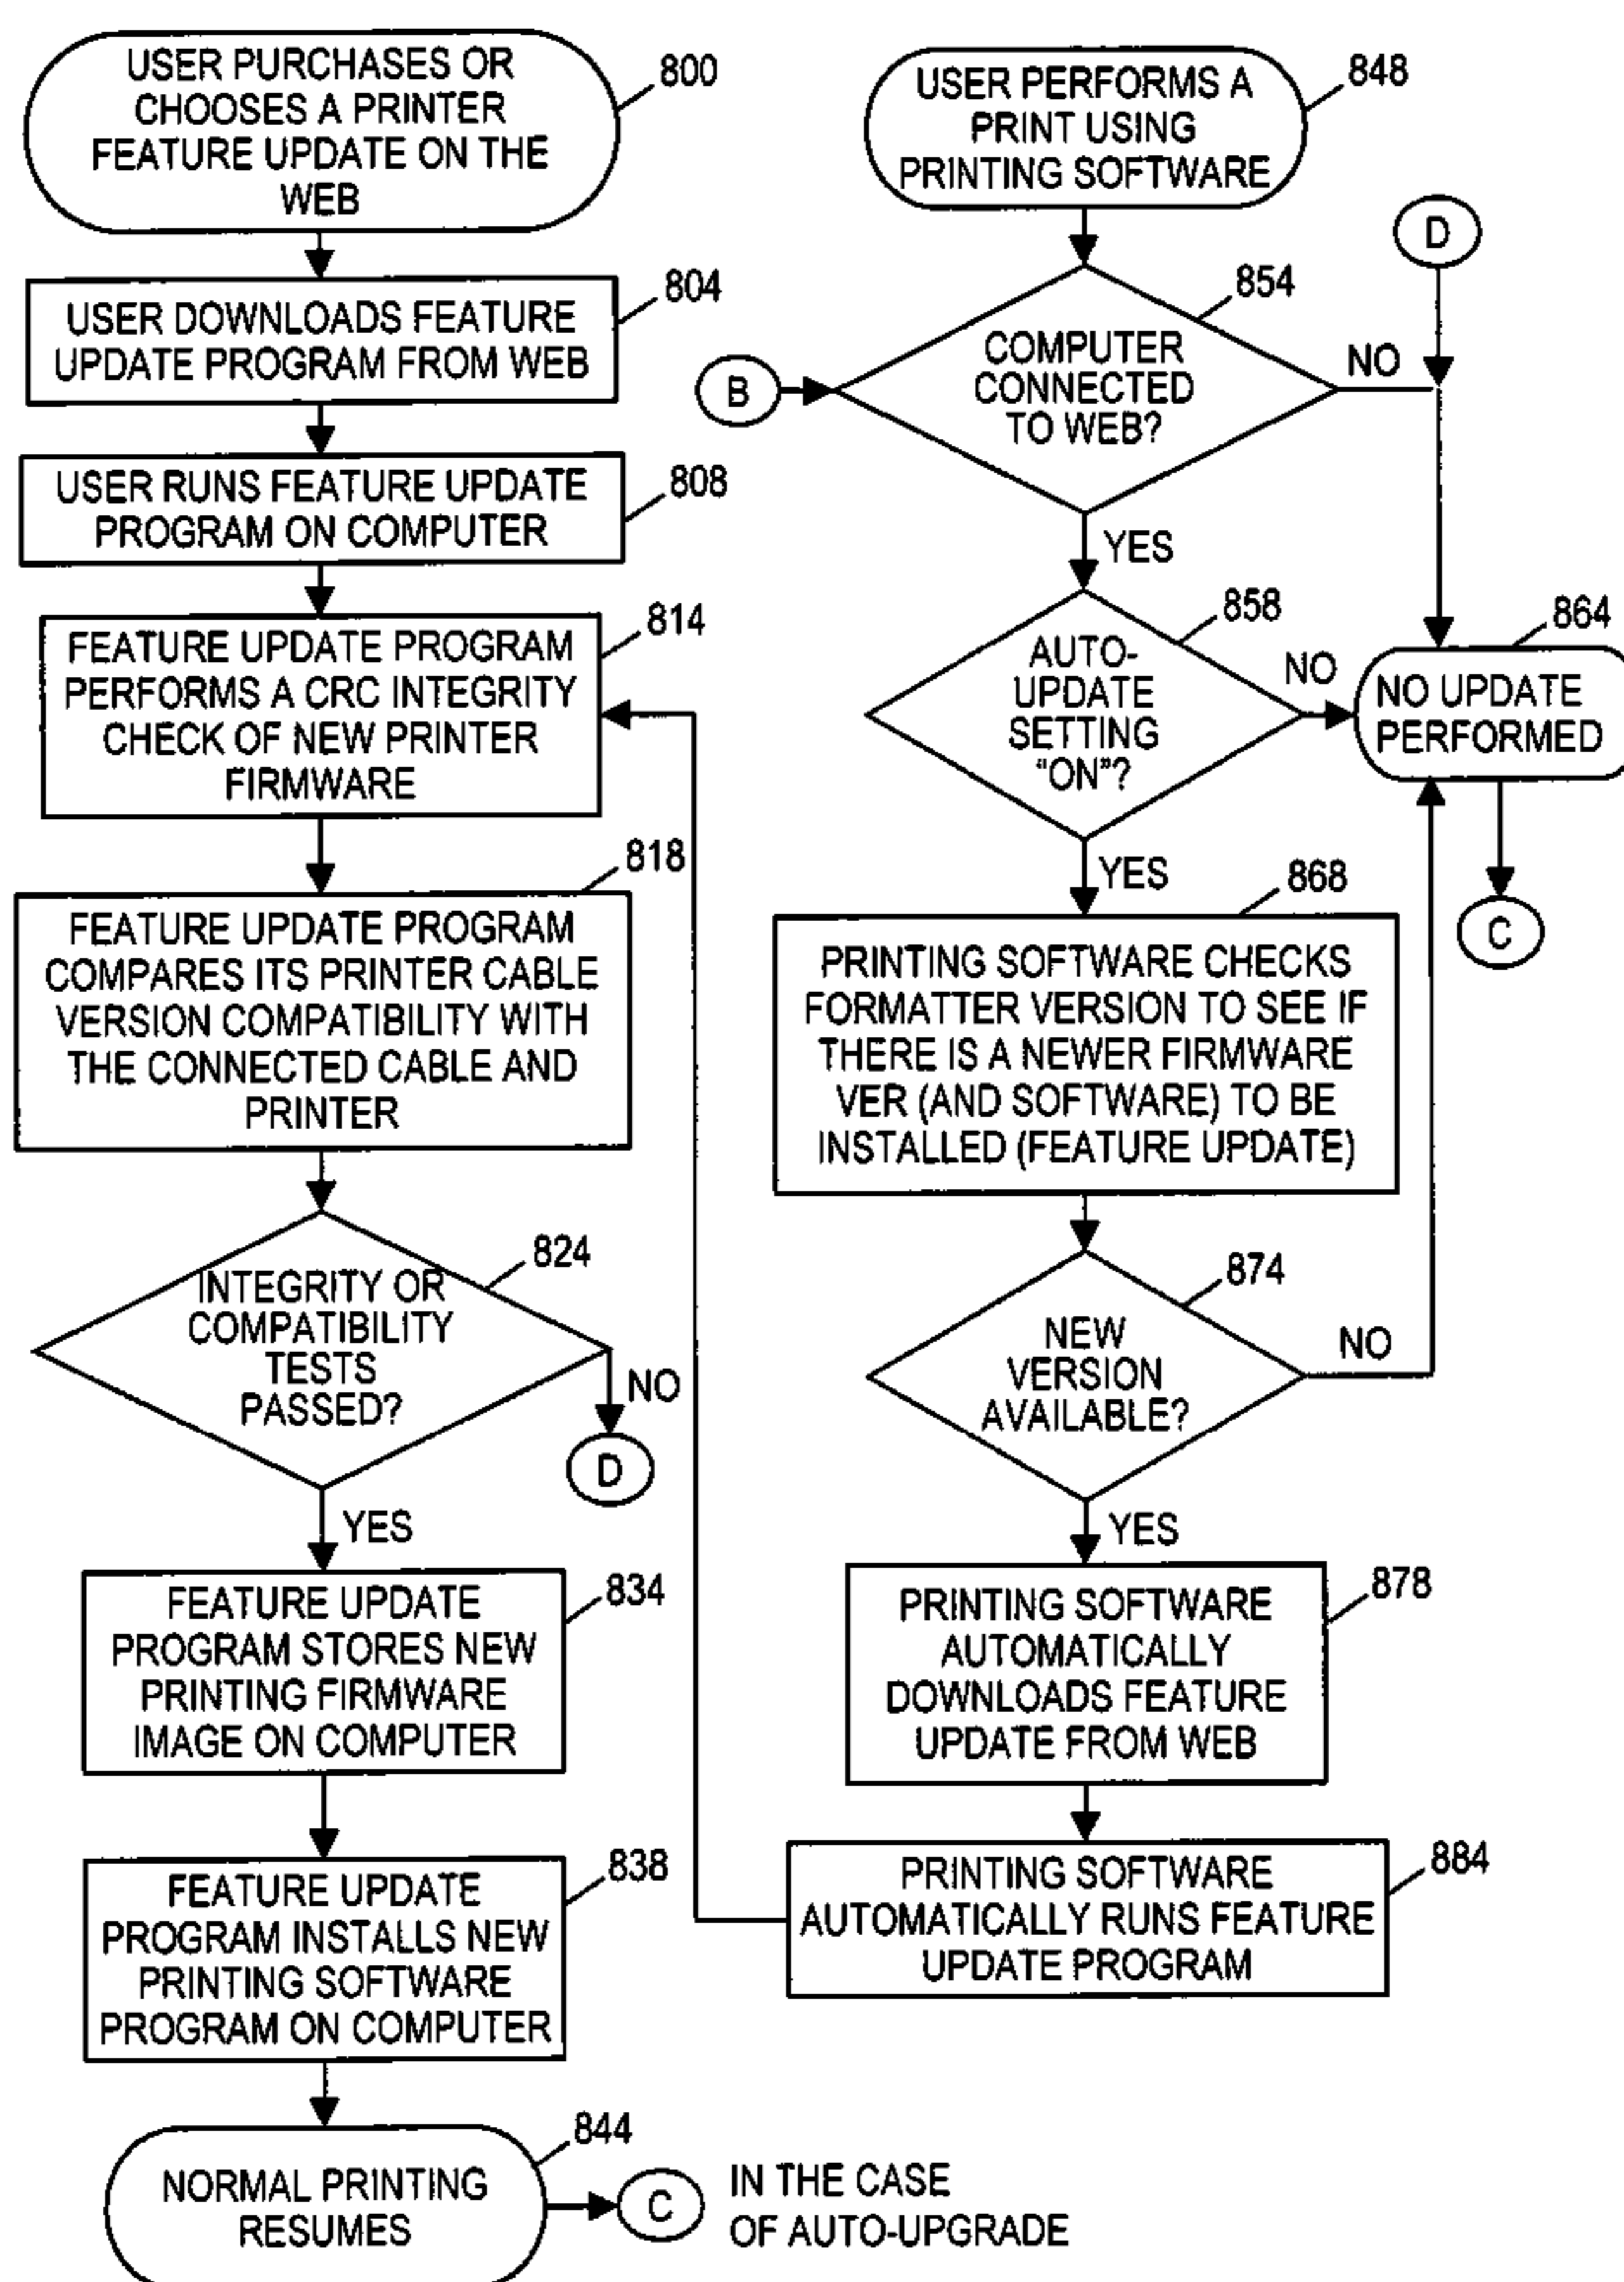 USER PURCHASES OR
CHOOSES A PRINTER
FEATURE UPDATE ON THE
WEB
800
USER DOWNLOADS FEATURE
UPDATE PROGRAM FROM WEB
804
USER RUNS FEATURE UPDATE
PROGRAM ON COMPUTER
808
FEATURE UPDATE PROGRAM
PERFORMS A CRC INTEGRITY
CHECK OF NEW PRINTER
FIRMWARE
814
FEATURE UPDATE PROGRAM
COMPARES ITS PRINTER CABLE
VERSION COMPATIBILITY WITH
THE CONNECTED CABLE AND
PRINTER
818
INTEGRITY OR
COMPATIBILITY
TESTS
PASSED?
824
NO
D
YES
FEATURE UPDATE
PROGRAM STORES NEW
PRINTING FIRMWARE
IMAGE ON COMPUTER
834
FEATURE UPDATE
PROGRAM INSTALLS NEW
PRINTING SOFTWARE
PROGRAM ON COMPUTER
838
NORMAL PRINTING
RESUMES
844
C
IN THE CASE
OF AUTO-UPGRADE
USER PERFORMS A
PRINT USING
PRINTING SOFTWARE
848
D
B
COMPUTER
CONNECTED
TO WEB?
854
NO
YES
AUTO-
UPDATE
SETTING
"ON"?
858
NO
NO UPDATE
PERFORMED
864
C
YES
PRINTING SOFTWARE CHECKS
FORMATTER VERSION TO SEE IF
THERE IS A NEWER FIRMWARE
VER (AND SOFTWARE) TO BE
INSTALLED (FEATURE UPDATE)
868
NEW
VERSION
AVAILABLE?
874
NO
YES
PRINTING SOFTWARE
AUTOMATICALLY
DOWNLOADS FEATURE
UPDATE FROM WEB
878
PRINTING SOFTWARE
AUTOMATICALLY RUNS FEATURE
UPDATE PROGRAM
884